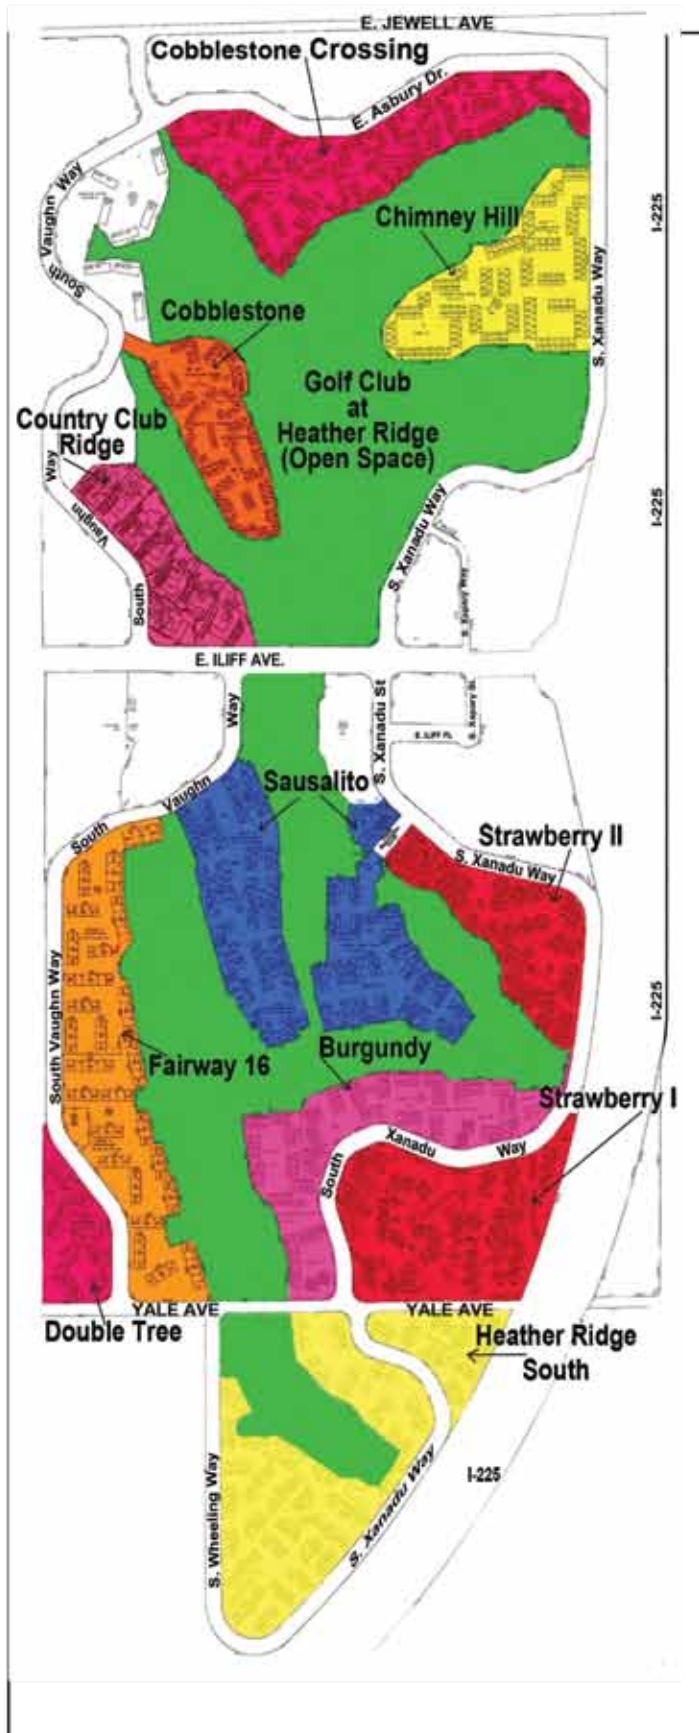 E. JEWELL AVE
Cobblestone Crossing
E. Asbury Dr.
South Vaughn Way
I-225
Chimney Hill
S. Xanadu Way
Cobblestone
Golf Club
at
Heather Ridge
(Open Space)
Country Club
Ridge
South Vaughn Way
S. Xanadu Way
I-225
E. ILIFF AVE.
South Vaughn Way
S. Xanadu St
E. ILIFF PL
Sausalito
Strawberry II
S. Xanadu Way
South Vaughn Way
I-225
Fairway 16
Burgundy
Strawberry I
South Xanadu Way
YALE AVE
YALE AVE
Double Tree
Heather Ridge
South
I-225
S. Wheeling Way
S. Xanadu Way